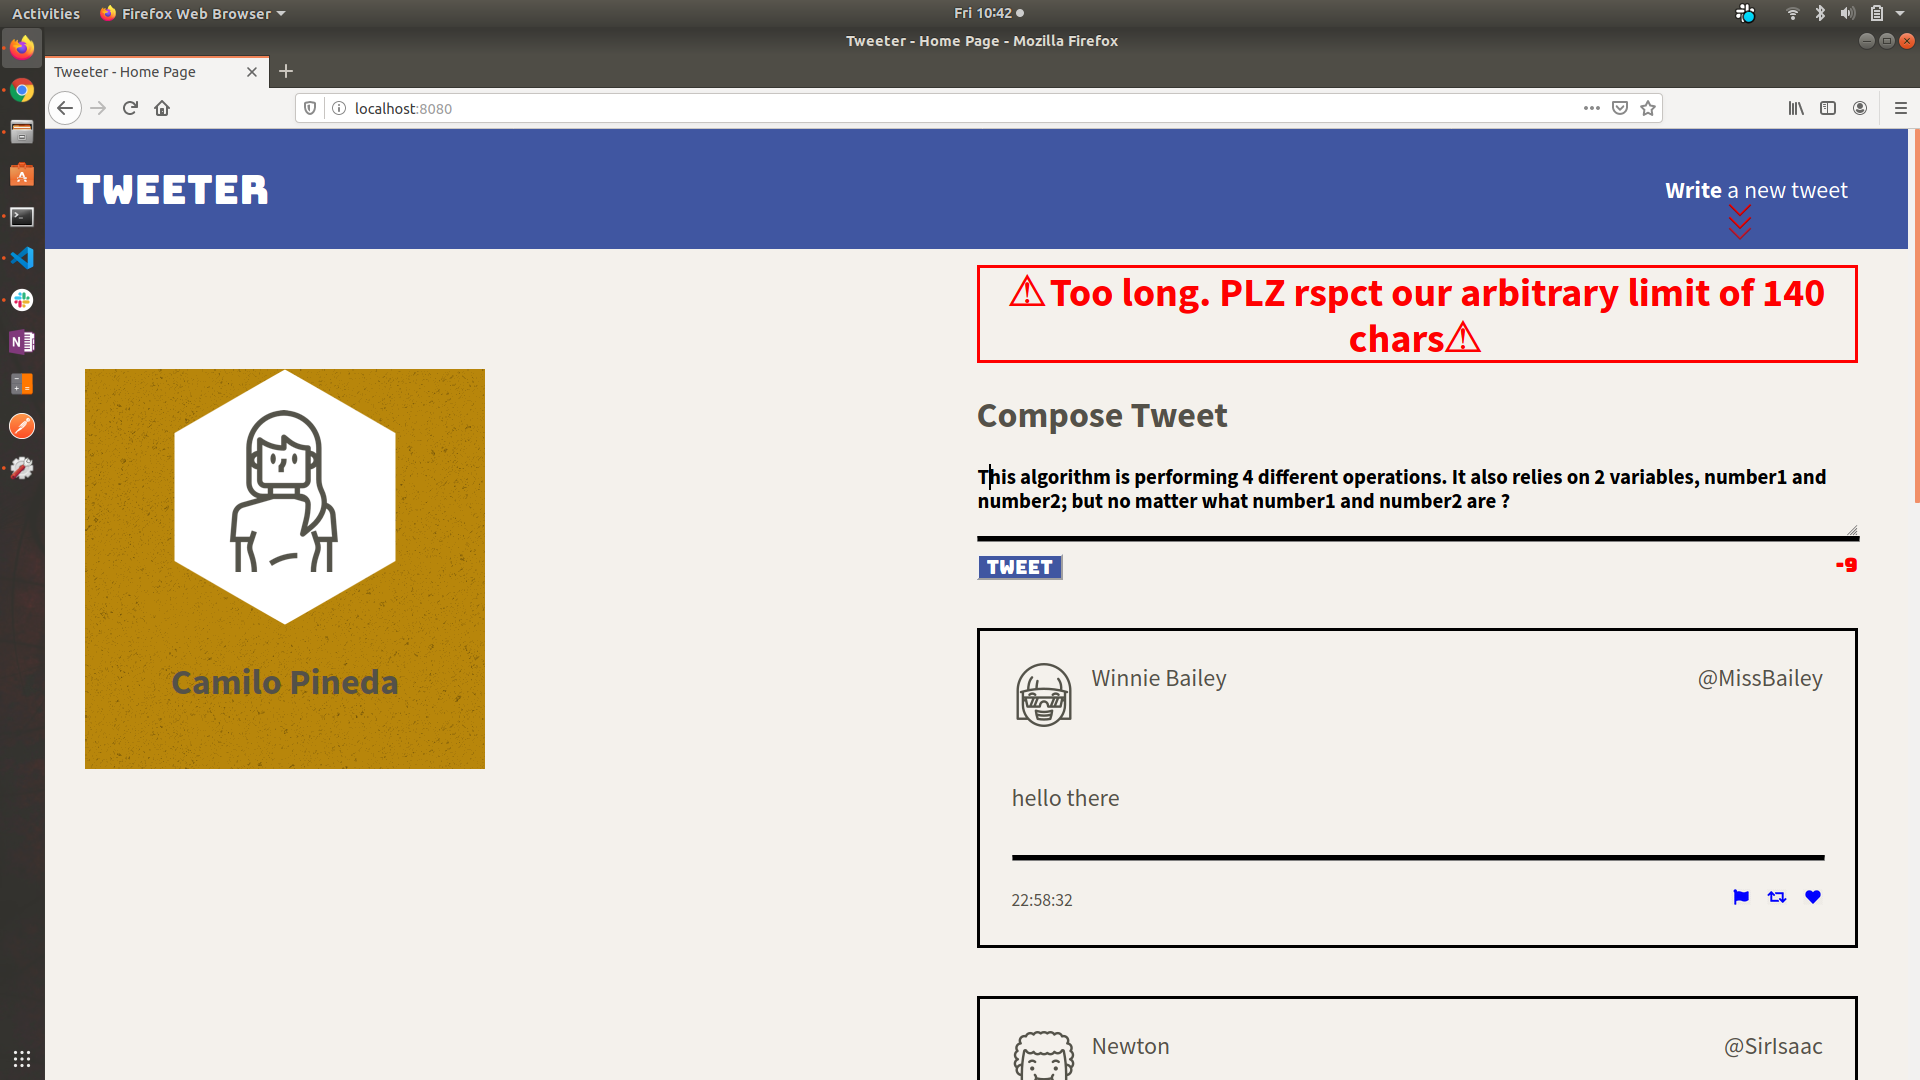 Activities
Firefox Web Browser
Fri 10:42
Tweeter - Home Page - Mozilla Firefox
Tweeter - Home Page
localhost:8080
TWEETER
Write a new tweet
⚠Too long. PLZ rspct our arbitrary limit of 140
chars⚠
Camilo Pineda
Compose Tweet
This algorithm is performing 4 different operations. It also relies on 2 variables, number1 and
number2; but no matter what number1 and number2 are ?
TWEET
-9
Winnie Bailey
@MissBailey
hello there
22:58:32
Newton
@SirIsaac